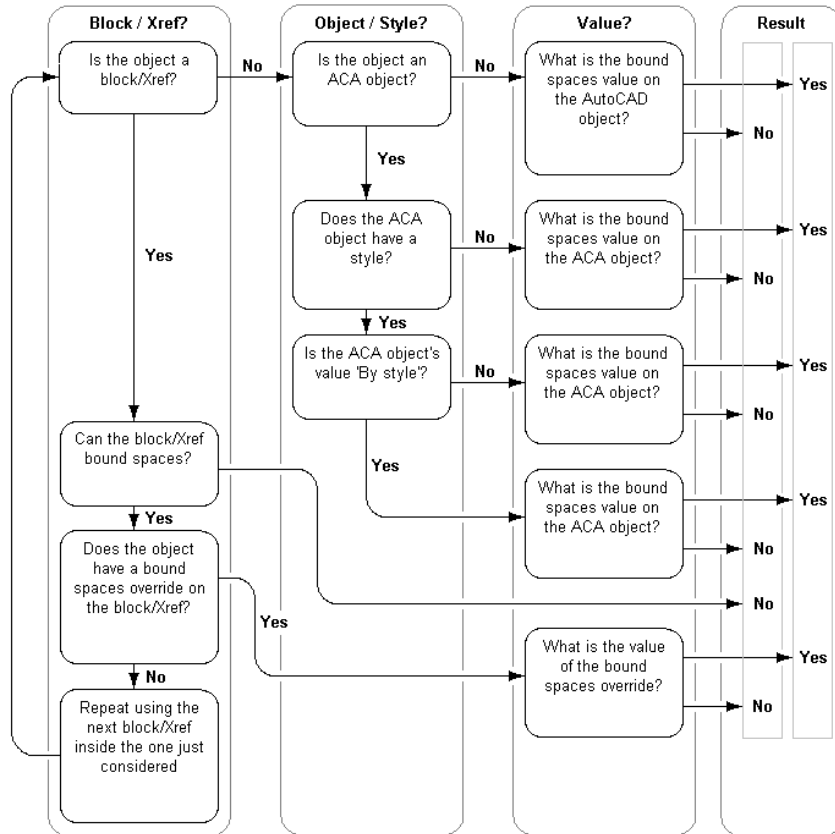 Block / Xref?
Object / Style?
Value?
Result
Is the object a
block/Xref?
No
Is the object an
ACA object?
No
What is the bound
spaces value on
the AutoCAD
object?
Yes
No
Yes
Yes
Does the ACA
object have a
style?
No
What is the bound
spaces value on
the ACA object?
Yes
No
Yes
Is the ACA object's
value 'By style'?
No
What is the bound
spaces value on
the ACA object?
Yes
No
Yes
Can the block/Xref
bound spaces?
What is the bound
spaces value on
the ACA object?
Yes
No
Yes
Does the object
have a bound
spaces override on
the block/Xref?
No
Yes
What is the value
of the bound
spaces override?
Yes
No
No
Repeat using the
next block/Xref
inside the one just
considered